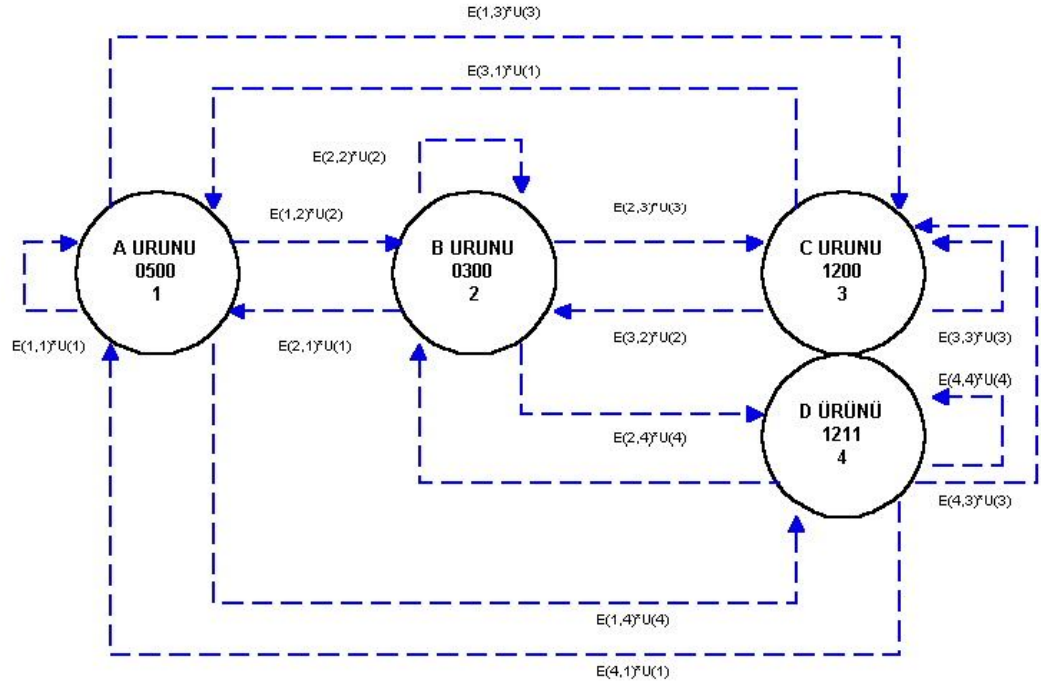 E(1,3)*U(3)
E(3,1)*U(1)
E(2,2)*U(2)
E(1,2)*U(2)
E(2,3)*U(3)
A URUNU
0500
1
B URUNU
0300
2
C URUNU
1200
3
E(1,1)*U(1)
E(2,1)*U(1)
E(3,2)*U(2)
E(3,3)*U(3)
E(4,4)*U(4)
D ÜRÜNÜ
1211
4
E(2,4)*U(4)
E(4,3)*U(3)
E(1,4)*U(4)
E(4,1)*U(1)